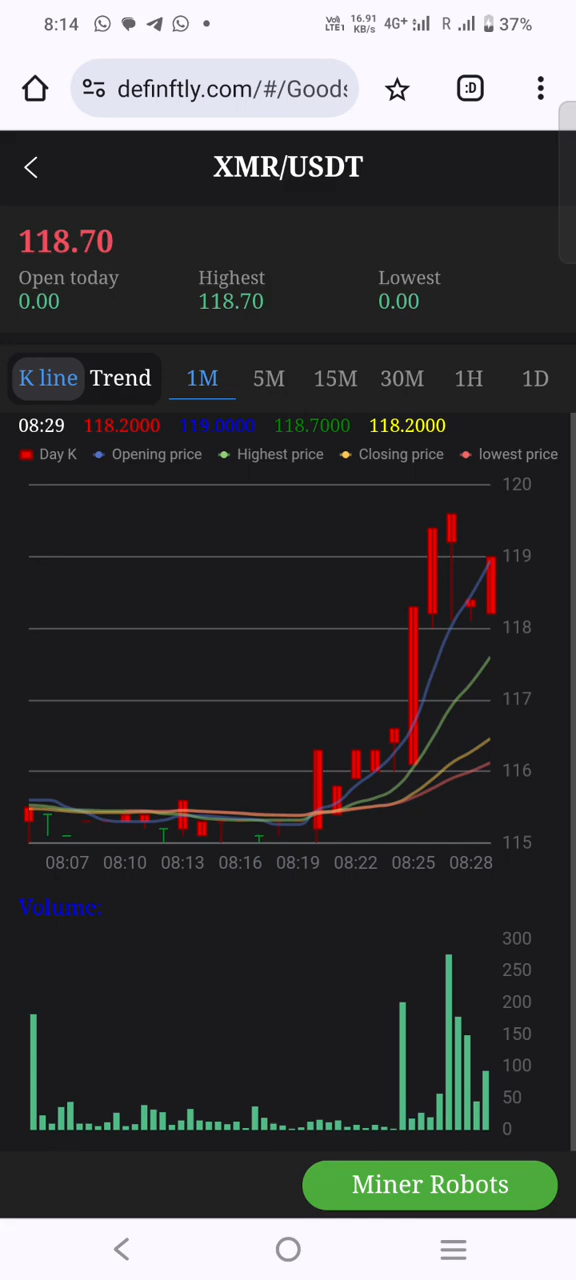 8:14 Vo) LTE1 16.91 KB/s 4G+ R 37%
definftly.com/#/Goods :D
XMR/USDT
118.70
Open today Highest Lowest
0.00 118.70 0.00
K line Trend 1M 5M 15M 30M 1H 1D
08:29 118.2000 119.0000 118.7000 118.2000
Day K Opening price Highest price Closing price lowest price
120
119
118
117
116
115
08:07 08:10 08:13 08:16 08:19 08:22 08:25 08:28
Volume:
300
250
200
150
100
50
0
Miner Robots